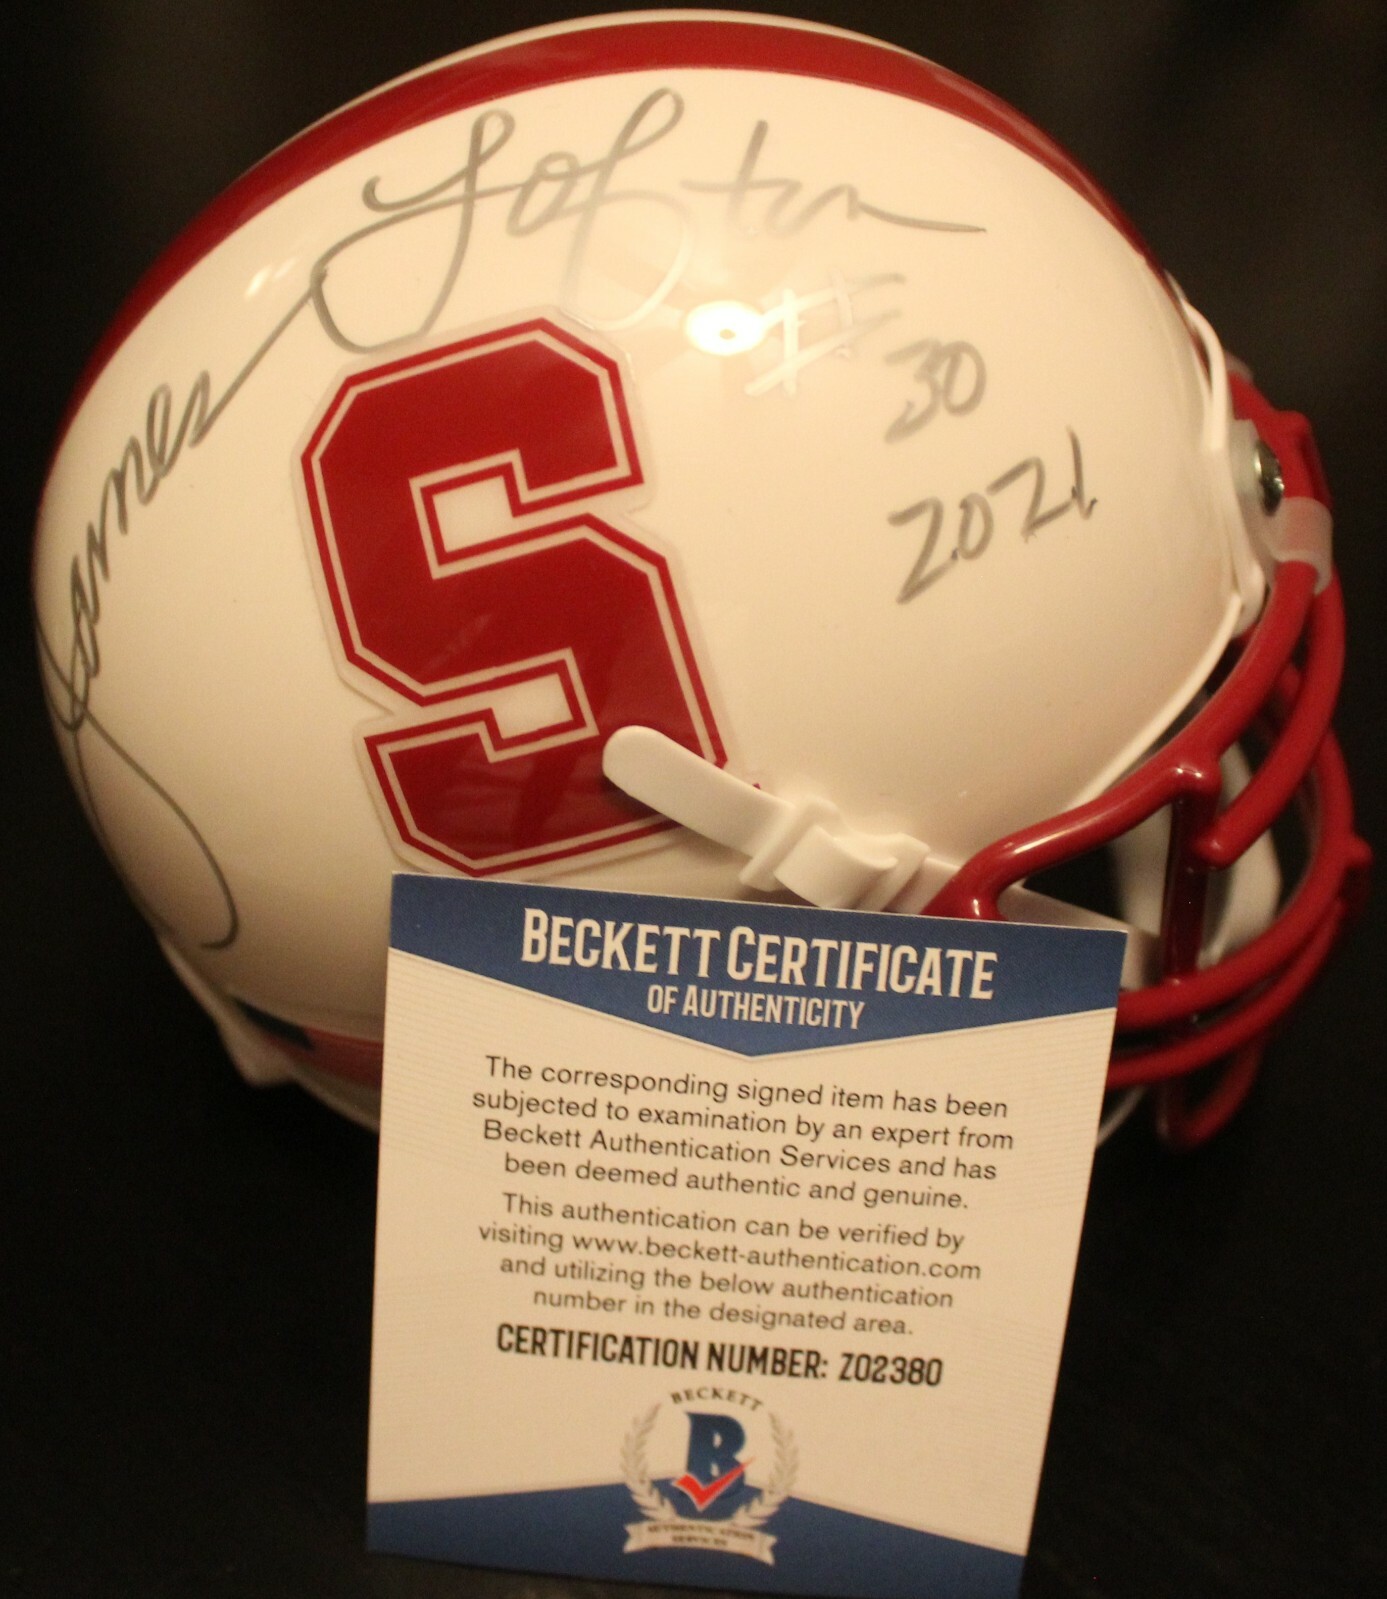 James Lofton
#30
2021
S
BECKETT CERTIFICATE
OF AUTHENTICITY
The corresponding signed item has been
subjected to examination by an expert from
Beckett Authentication Services and has
been deemed authentic and genuine.
This authentication can be verified by
visiting www.beckett-authentication.com
and utilizing the below authentication
number in the designated area.
CERTIFICATION NUMBER: Z02380
BECKETT
B
AUTHENTICATION
SERVICES